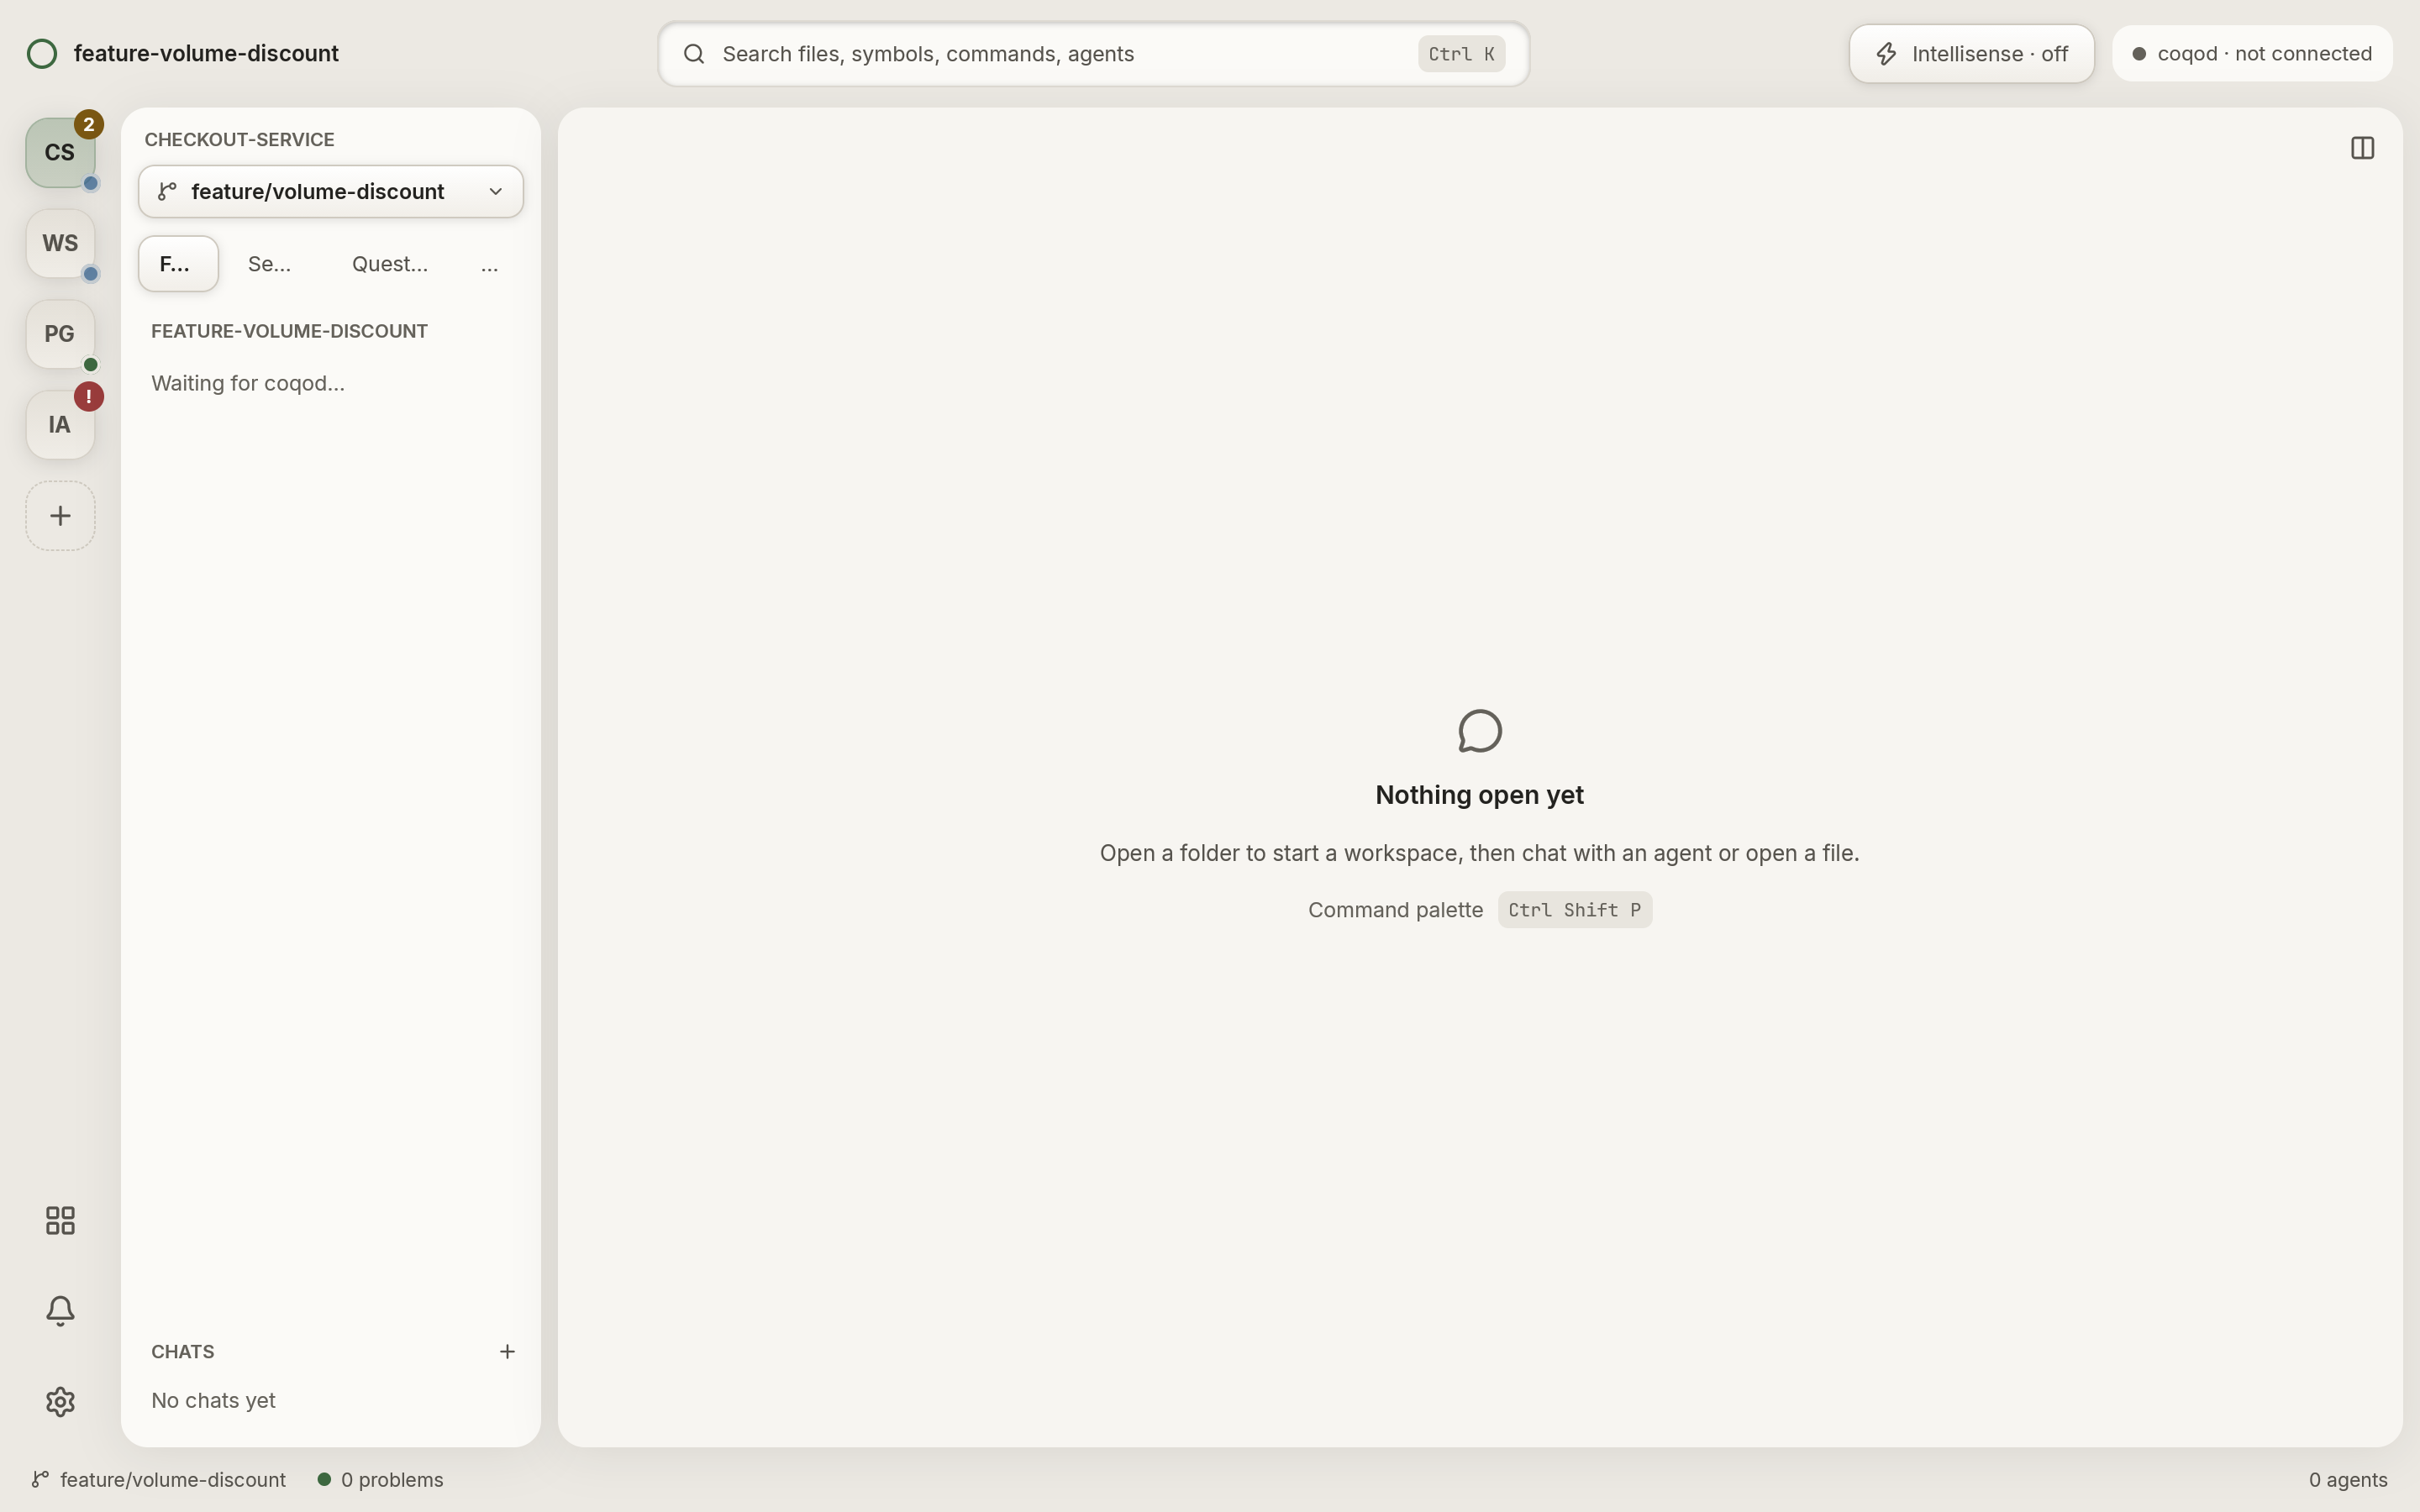 feature-volume-discount
Search files, symbols, commands, agents
Ctrl K
Intellisense · off
coqod · not connected
CS
2
WS
PG
IA
!
CHECKOUT-SERVICE
feature/volume-discount
F...
Se...
Quest...
...
FEATURE-VOLUME-DISCOUNT
Waiting for coqod...
Nothing open yet
Open a folder to start a workspace, then chat with an agent or open a file.
Command palette Ctrl Shift P
CHATS
No chats yet
feature/volume-discount
0 problems
0 agents